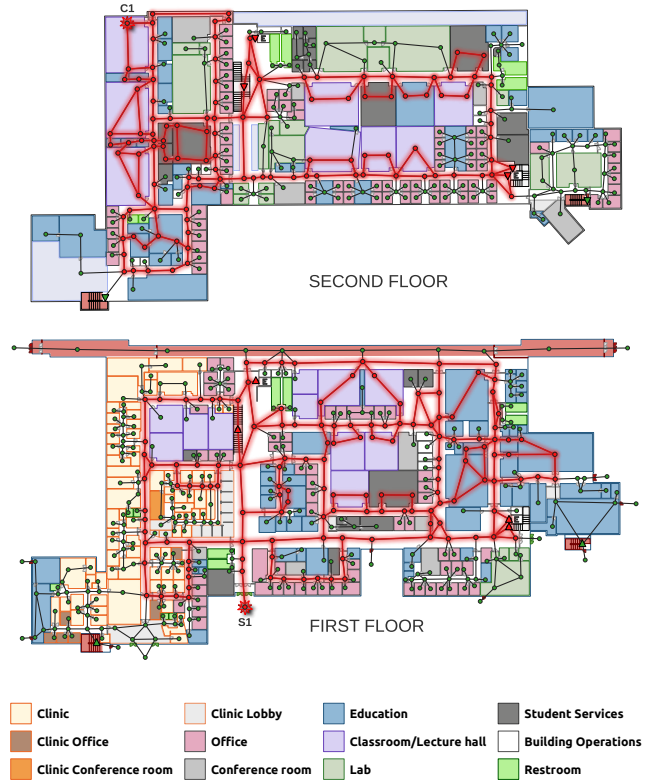 C1
SECOND FLOOR
S1
FIRST FLOOR
Clinic
Clinic Lobby
Education
Student Services
Clinic Office
Office
Classroom/Lecture hall
Building Operations
Clinic Conference room
Conference room
Lab
Restroom